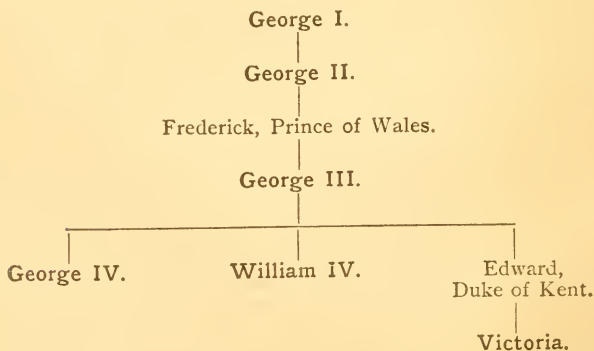 George I.
George II.
Frederick, Prince of Wales.
George III.
George IV.
William IV.
Edward,
Duke of Kent.
Victoria.